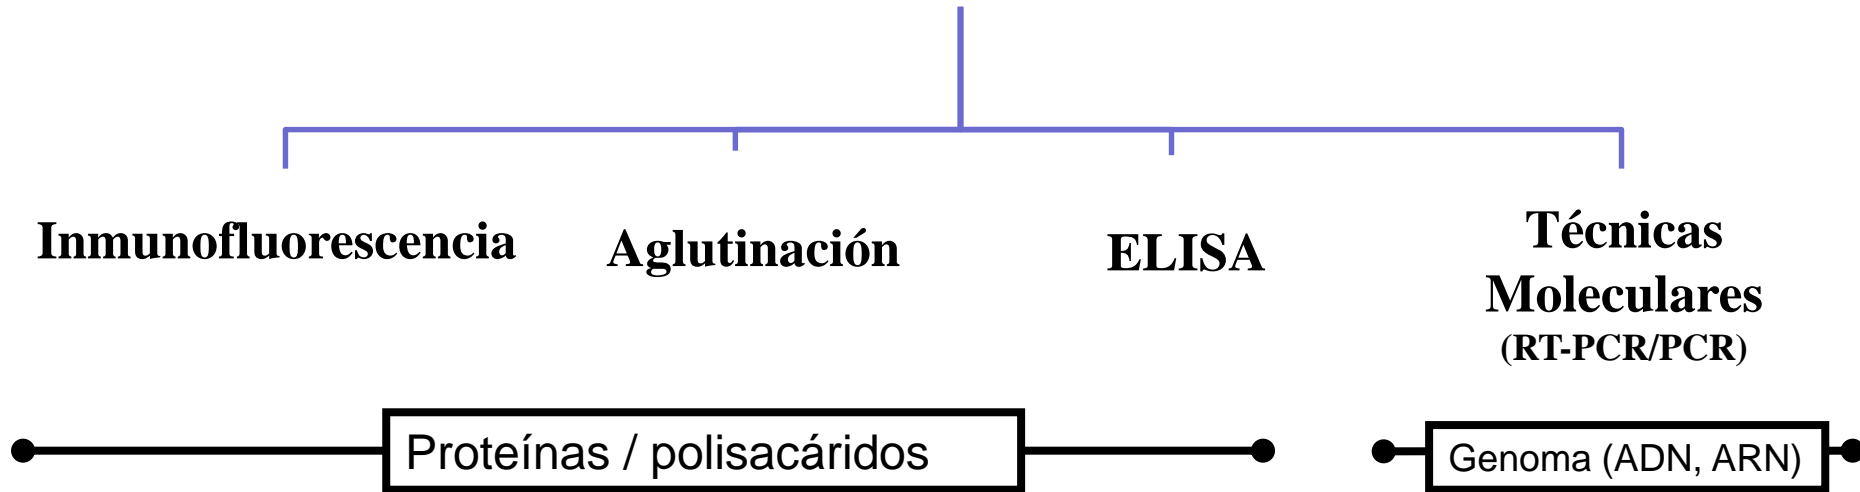 Inmunofluorescencia
Aglutinación
ELISA
Técnicas
Moleculares
(RT-PCR/PCR)
Proteínas / polisacáridos
Genoma (ADN, ARN)